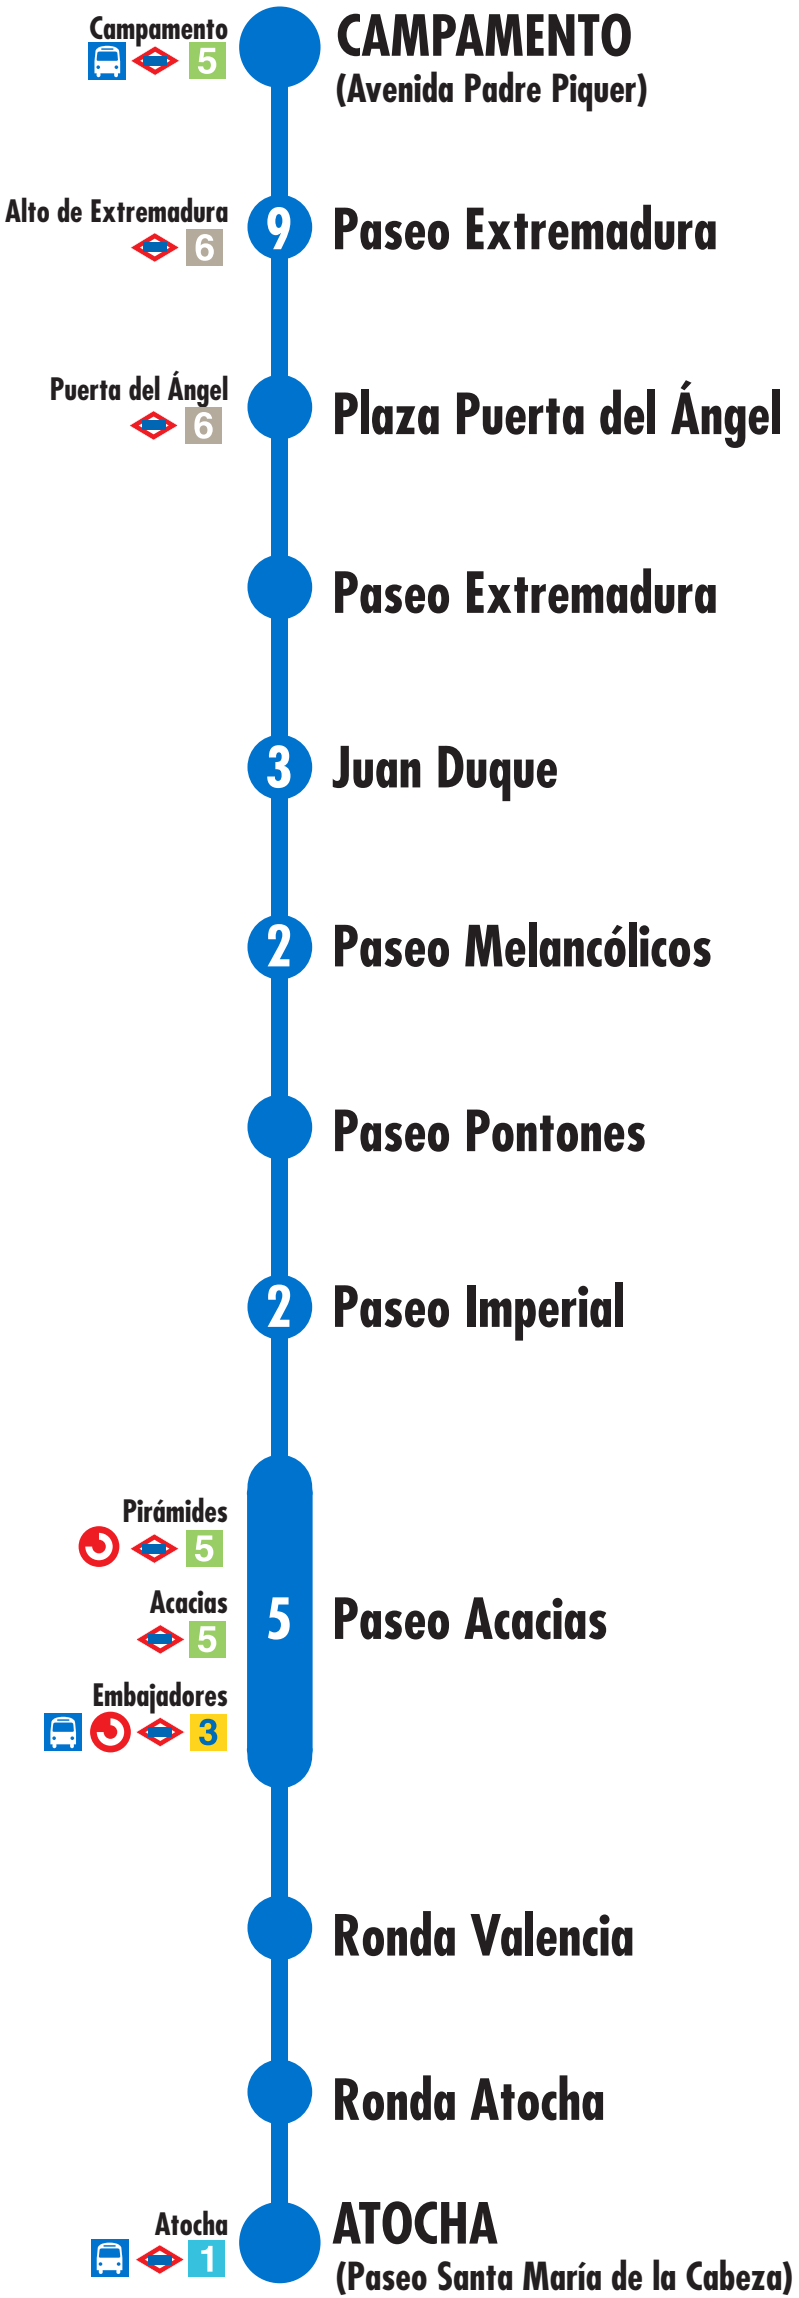 Campamento
5
CAMPAMENTO
(Avenida Padre Piquer)
Alto de Extremadura
6
9
Paseo Extremadura
Puerta del Ángel
6
Plaza Puerta del Ángel
Paseo Extremadura
3
Juan Duque
2
Paseo Melancólicos
Paseo Pontones
2
Paseo Imperial
Pirámides
5
Acacias
5
5
Paseo Acacias
Embajadores
3
Ronda Valencia
Ronda Atocha
Atocha
1
ATOCHA
(Paseo Santa María de la Cabeza)